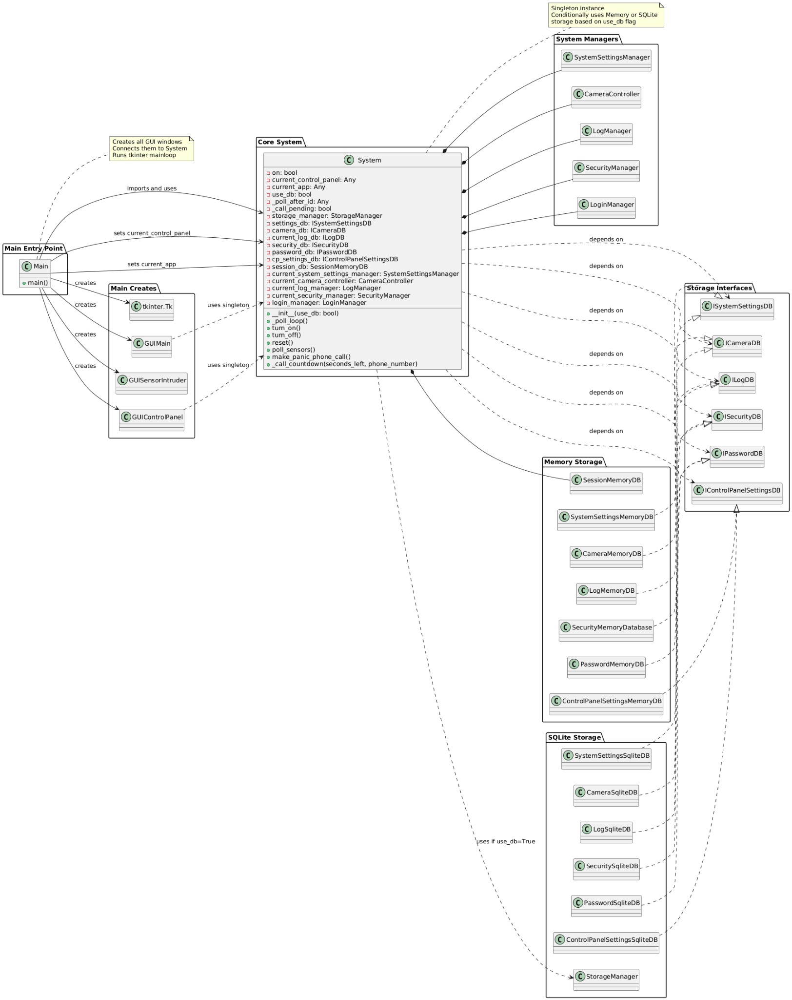 Singleton instance
Conditionally uses Memory or SQLite
storage based on use_db flag
System Managers
C SystemSettingsManager
C CameraController
C LogManager
C SecurityManager
C LoginManager
Creates all GUI windows
Connects them to System
Runs tkinter mainloop
Core System
C System
on: bool
current_control_panel: Any
current_app: Any
use_db: bool
_poll_after_id: Any
_call_pending: bool
storage_manager: StorageManager
settings_db: ISystemSettingsDB
camera_db: ICameraDB
current_log_db: ILogDB
security_db: ISecurityDB
password_db: IPasswordDB
cp_settings_db: IControlPanelSettingsDB
session_db: SessionMemoryDB
current_system_settings_manager: SystemSettingsManager
current_camera_controller: CameraController
current_log_manager: LogManager
current_security_manager: SecurityManager
login_manager: LoginManager
__init__(use_db: bool)
_poll_loop()
turn_on()
turn_off()
reset()
poll_sensors()
make_panic_phone_call()
_call_countdown(seconds_left, phone_number)
imports and uses
sets current_control_panel
sets current_app
Main Entry Point
C Main
main()
creates
creates
creates
creates
Main Creates
C tkinter.Tk
C GUIMain
C GUISensorIntruder
C GUIControlPanel
uses singleton
uses singleton
depends on
depends on
depends on
depends on
depends on
depends on
Storage Interfaces
C ISystemSettingsDB
C ICameraDB
C ILogDB
C ISecurityDB
C IPasswordDB
C IControlPanelSettingsDB
Memory Storage
C SessionMemoryDB
C SystemSettingsMemoryDB
C CameraMemoryDB
C LogMemoryDB
C SecurityMemoryDatabase
C PasswordMemoryDB
C ControlPanelSettingsMemoryDB
SQLite Storage
C SystemSettingsSqliteDB
C CameraSqliteDB
C LogSqliteDB
uses if use_db=True
C SecuritySqliteDB
C PasswordSqliteDB
C ControlPanelSettingsSqliteDB
C StorageManager